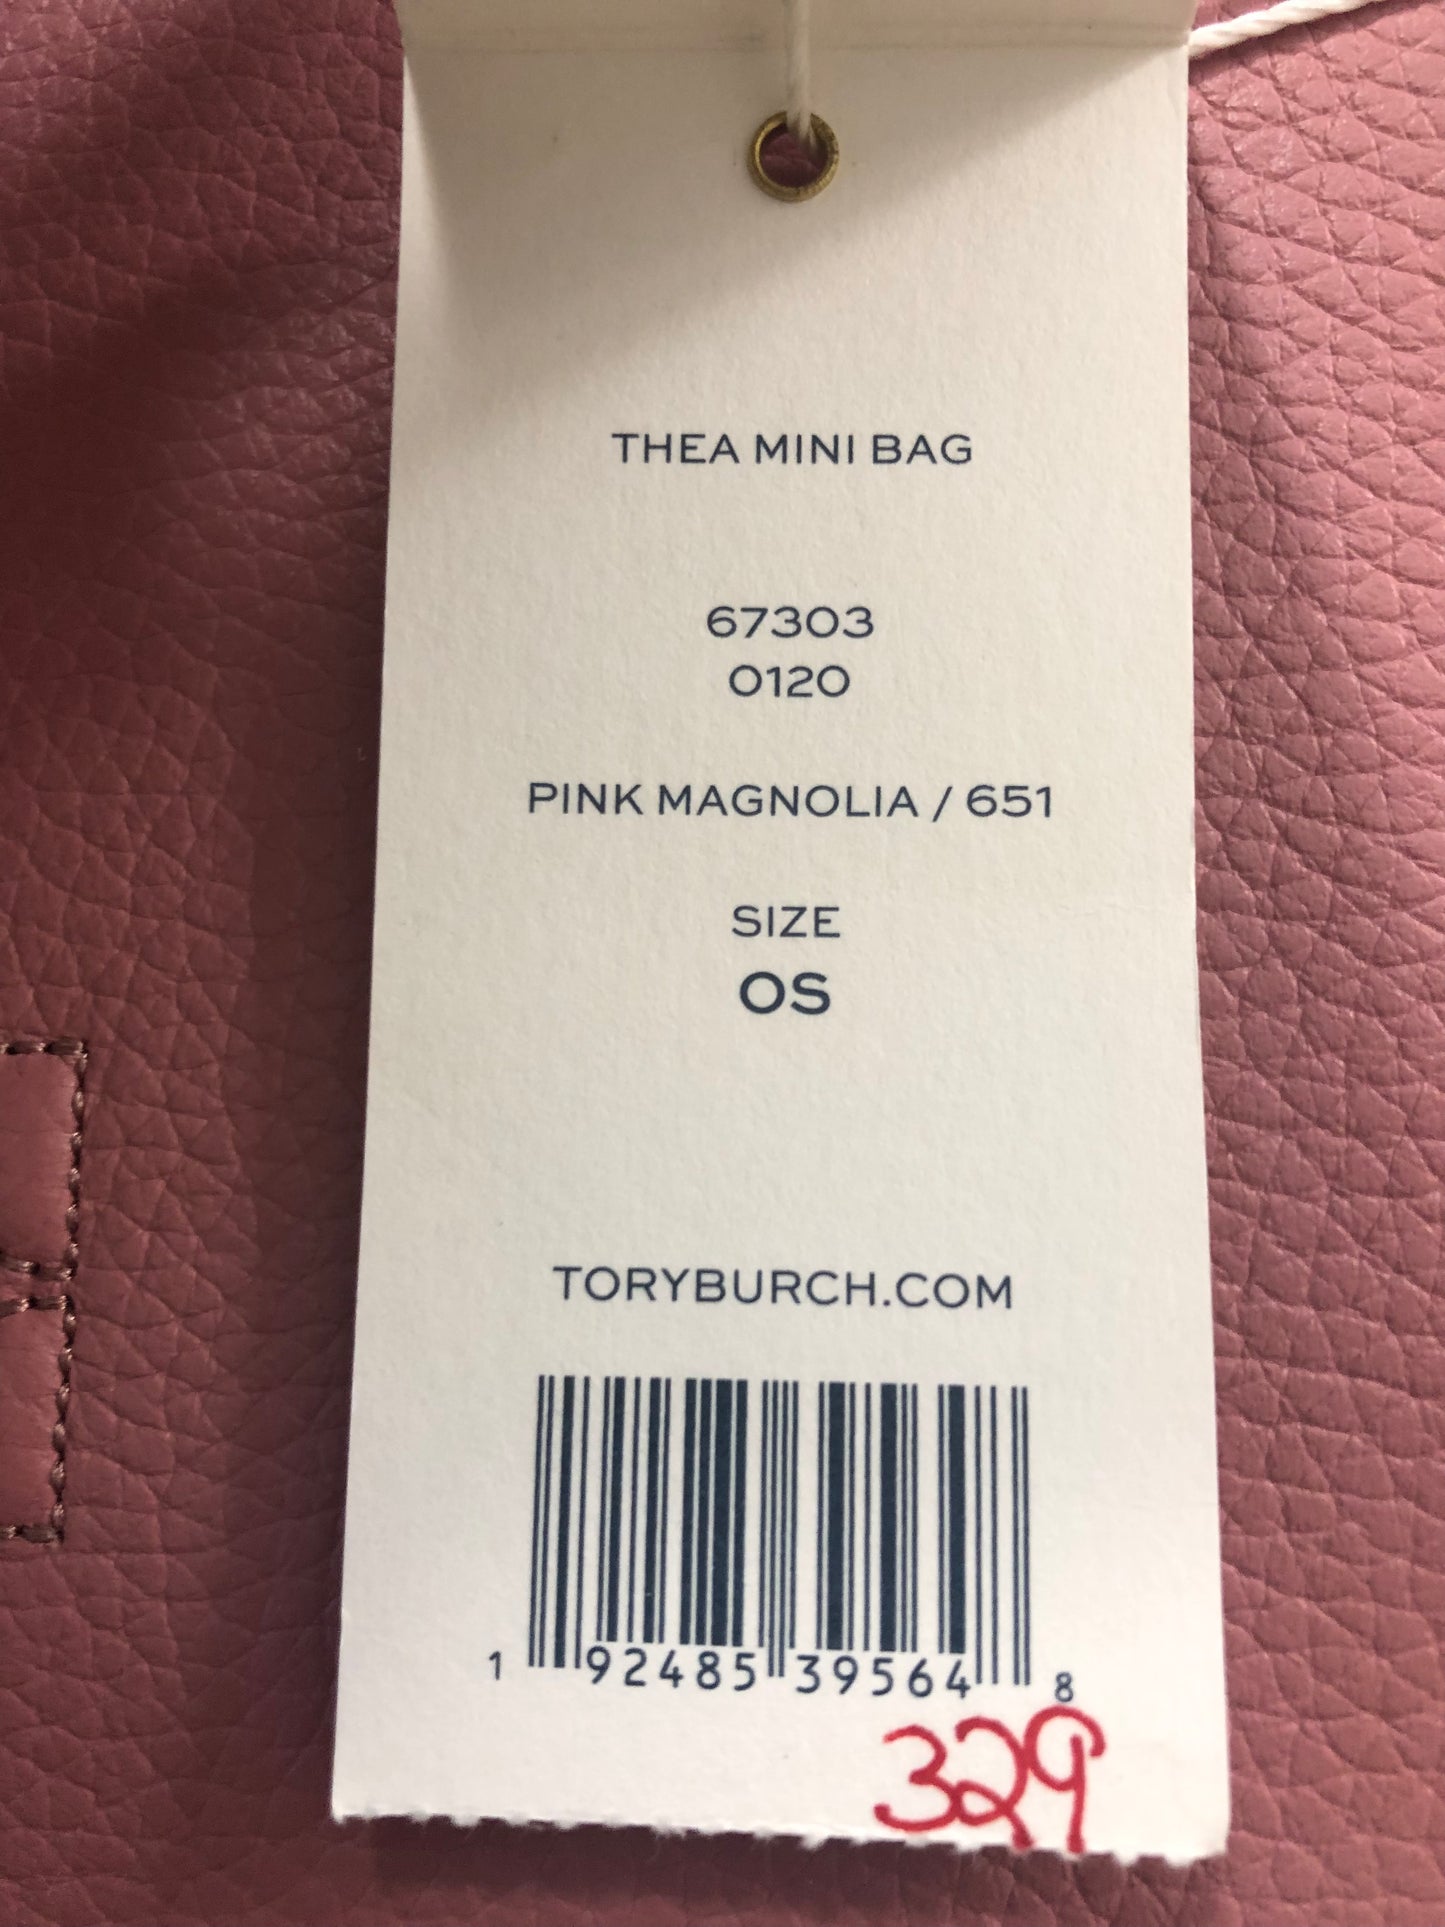 THEA MINI BAG
67303
0120
PINK MAGNOLIA / 651
SIZE
OS
TORYBURCH.COM
1 92485 39564 8
329